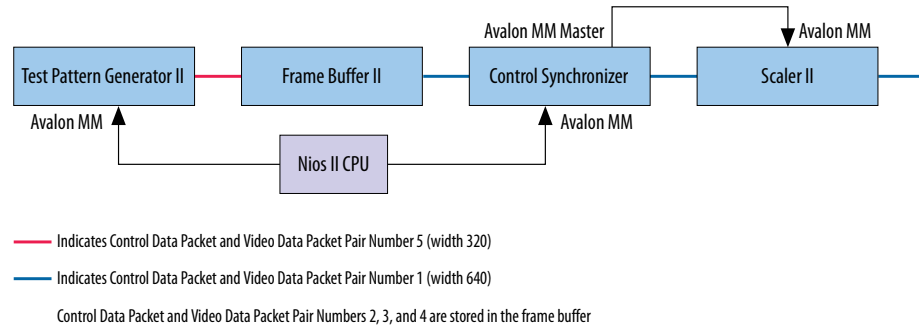 Avalon MM Master
Avalon MM
Test Pattern Generator II
Frame Buffer II
Control Synchronizer
Scaler II
Avalon MM
Avalon MM
Nios II CPU
Indicates Control Data Packet and Video Data Packet Pair Number 5 (width 320)
Indicates Control Data Packet and Video Data Packet Pair Number 1 (width 640)
Control Data Packet and Video Data Packet Pair Numbers 2, 3, and 4 are stored in the frame buffer